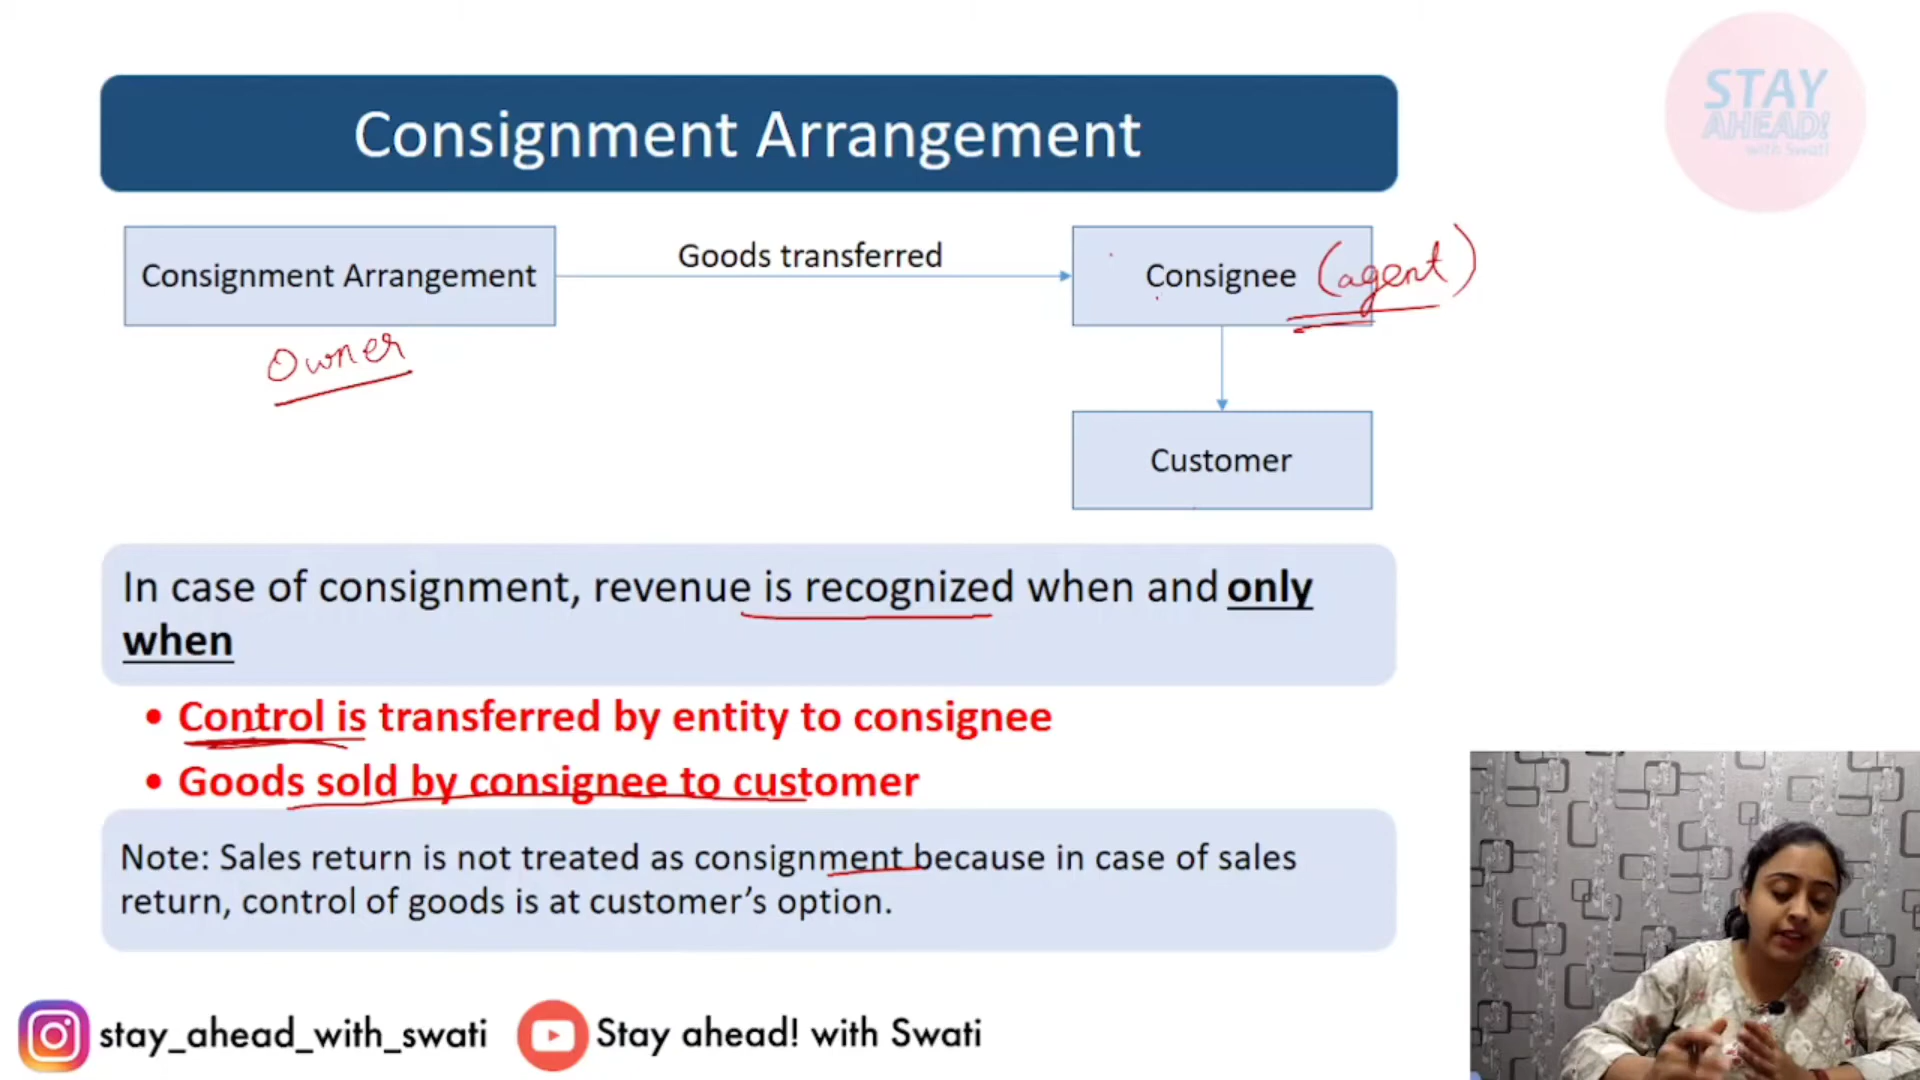 STAY
AHEAD!
with Swati
Consignment Arrangement
Consignment Arrangement
Goods transferred
Consignee (agent)
Owner
Customer
In case of consignment, revenue is recognized when and only
when
• Control is transferred by entity to consignee
• Goods sold by consignee to customer
Note: Sales return is not treated as consignment because in case of sales
return, control of goods is at customer’s option.
stay_ahead_with_swati
Stay ahead! with Swati